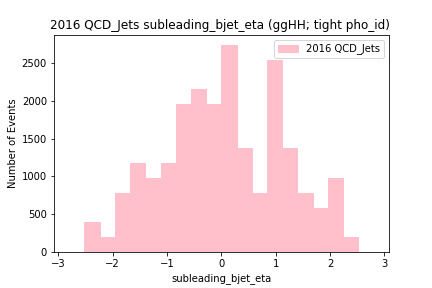 2016 QCD_Jets subleading_bjet_eta (ggHH; tight pho_id)
2016 QCD_Jets
Number of Events
2500
2000
1500
1000
500
0
−3 −2 −1 0 1 2 3
subleading_bjet_eta